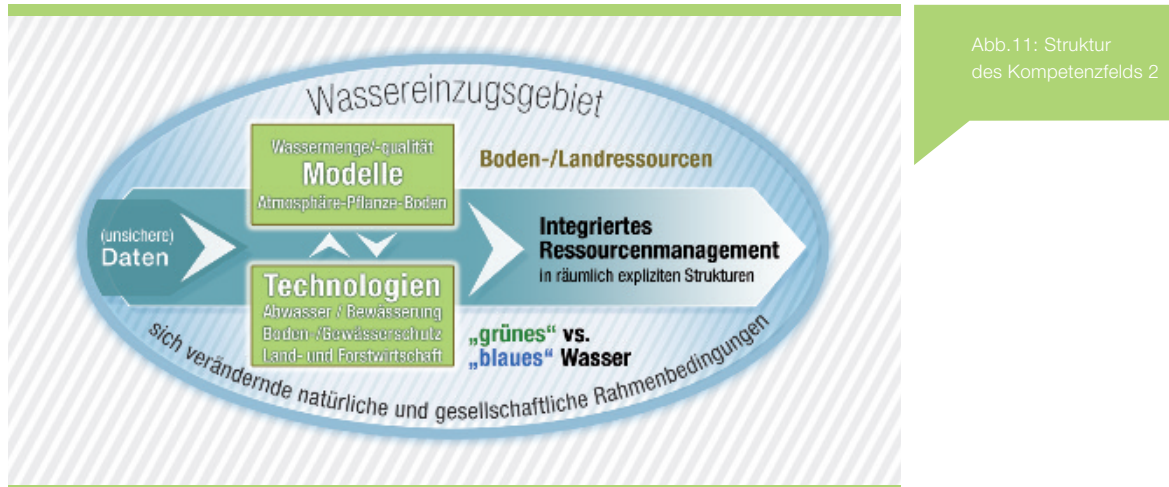 Abb.11: Struktur
des Kompetenzfelds 2
Wassereinzugsgebiet
Wassermenge/-qualität
Modelle
Atmosphäre-Pflanze-Boden
Boden-/Landressourcen
(unsichere)
Daten
Integriertes
Ressourcenmanagement
in räumlich expliziten Strukturen
Technologien
Abwasser / Bewässerung
Boden-/Gewässerschutz
Land- und Forstwirtschaft
„grünes“ vs.
„blaues“ Wasser
sich verändernde natürliche und gesellschaftliche Rahmenbedingungen